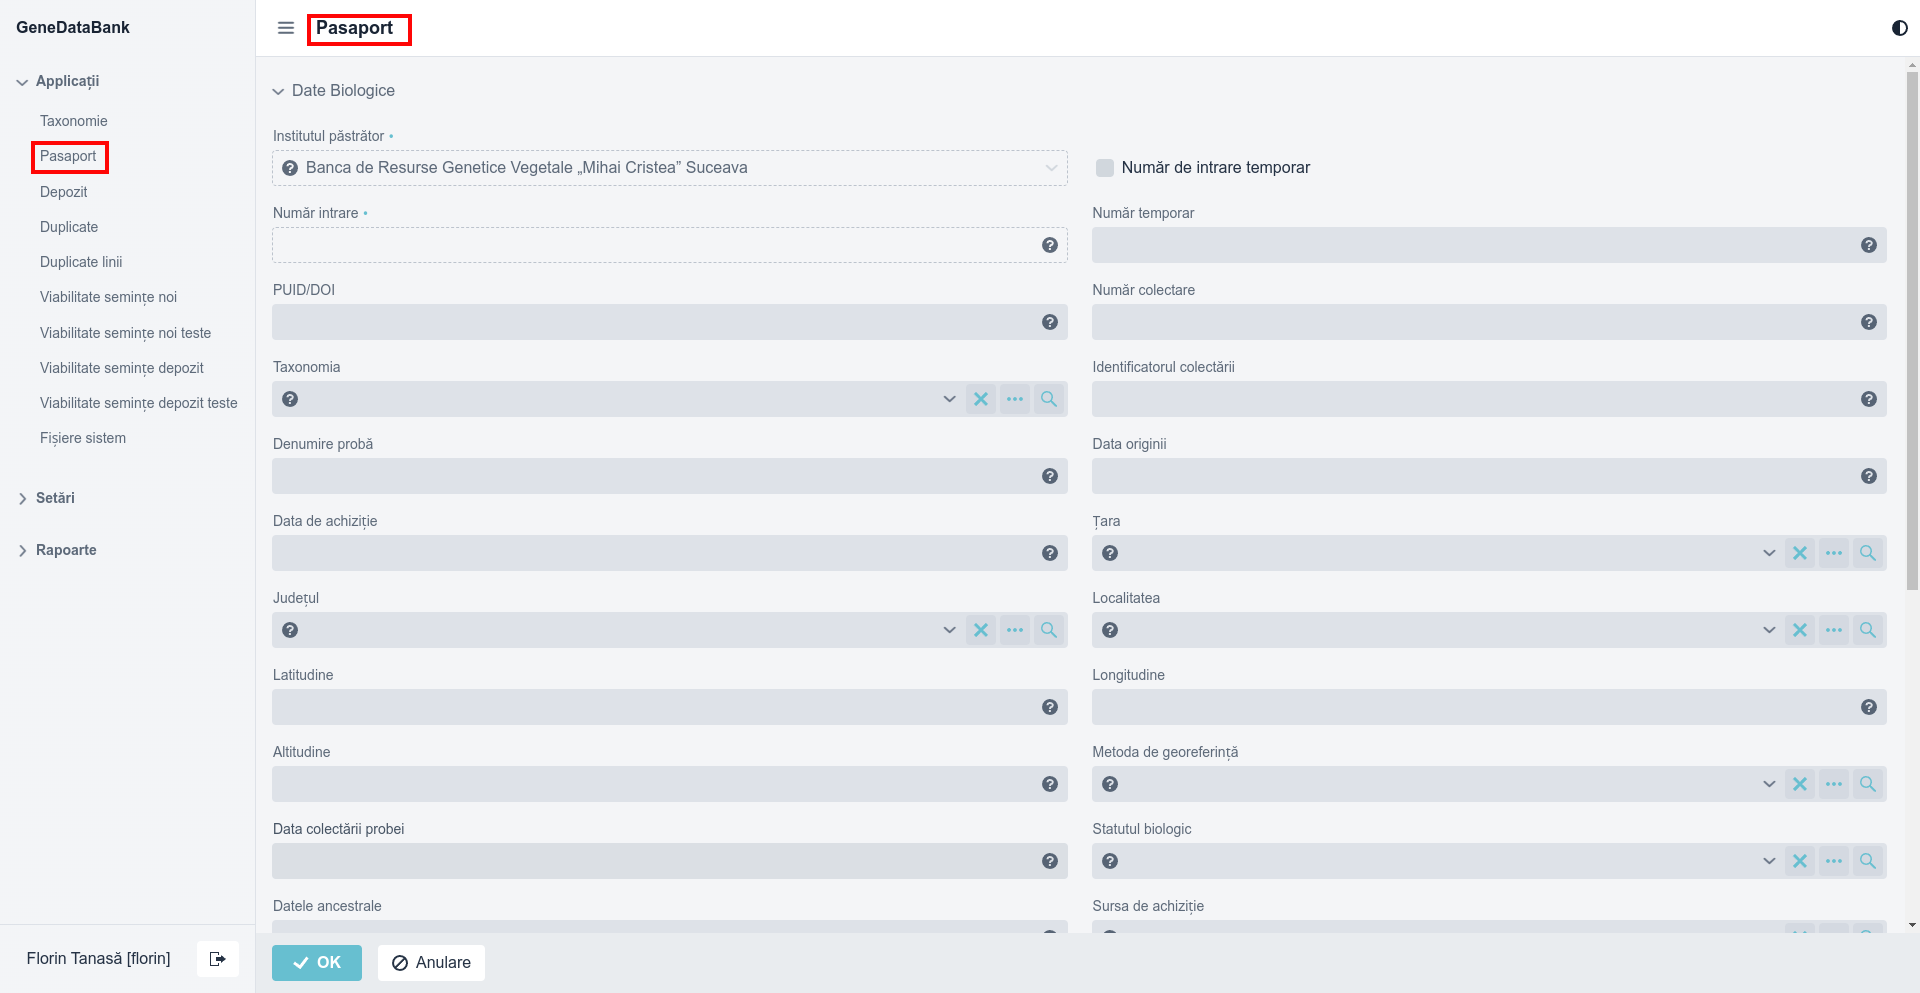 GeneDataBank
Applicații
Taxonomie
Pasaport
Depozit
Duplicate
Duplicate linii
Viabilitate semințe noi
Viabilitate semințe noi teste
Viabilitate semințe depozit
Viabilitate semințe depozit teste
Fișiere sistem
Setări
Rapoarte
Florin Tanasă [florin]
Pasaport
Date Biologice
Institutul păstrător •
Banca de Resurse Genetice Vegetale „Mihai Cristea” Suceava
Număr de intrare temporar
Număr intrare •
Număr temporar
PUID/DOI
Număr colectare
Taxonomia
Identificatorul colectării
Denumire probă
Data originii
Data de achiziție
Țara
Județul
Localitatea
Latitudine
Longitudine
Altitudine
Metoda de georeferință
Data colectării probei
Statutul biologic
Datele ancestrale
Sursa de achiziție
OK
Anulare